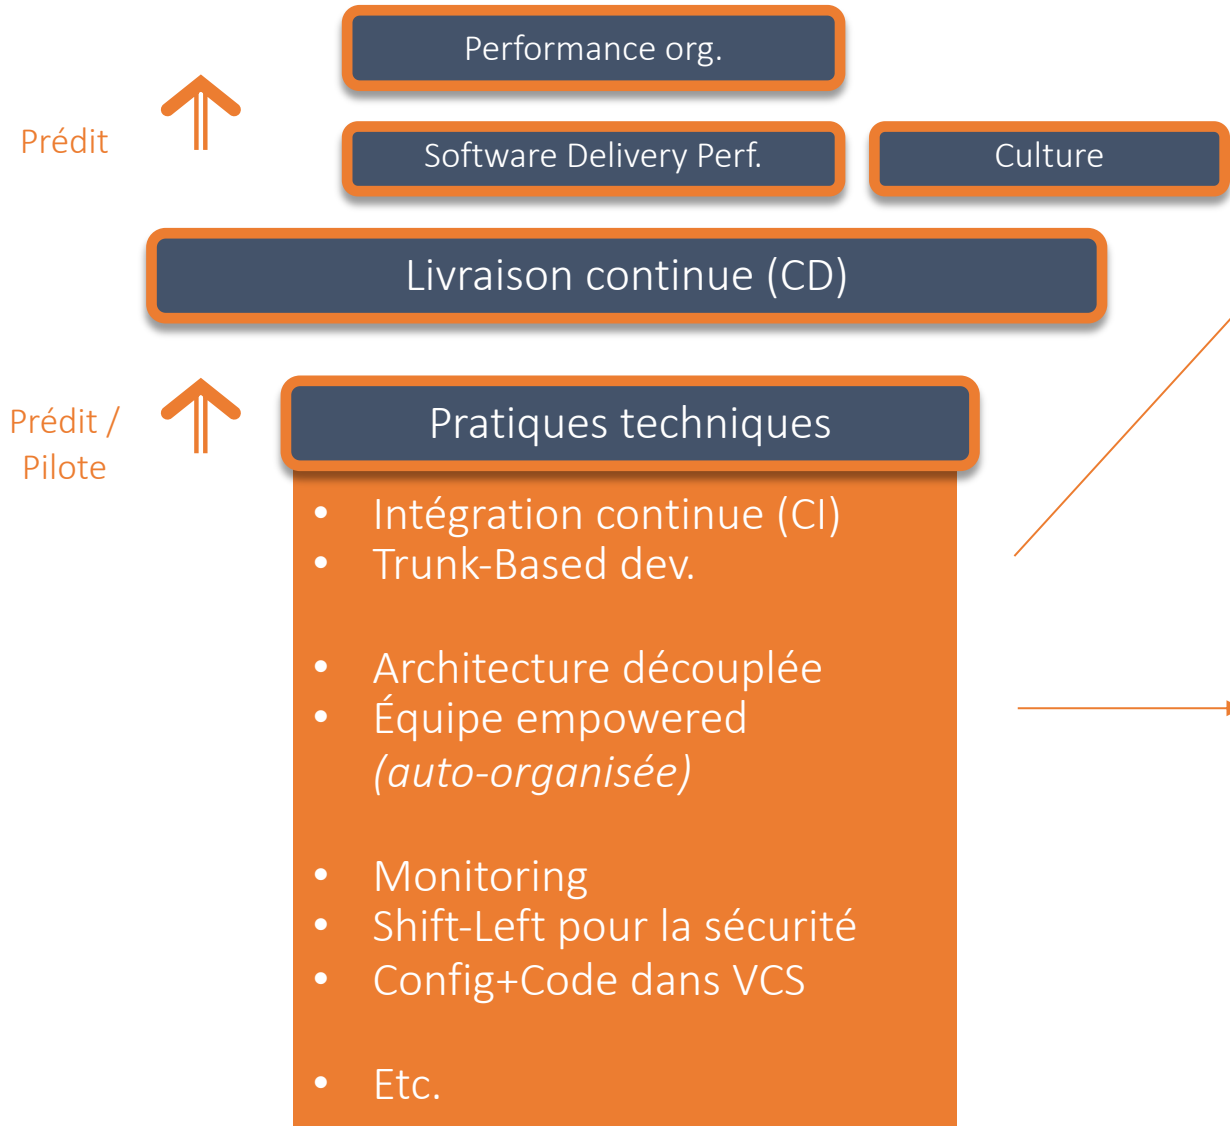 Performance org.
Prédit
Software Delivery Perf.
Culture
Livraison continue (CD)
Prédit /
Pilote
Pratiques techniques
• Intégration continue (CI)
• Trunk-Based dev.
• Architecture découplée
• Équipe empowered
(auto-organisée)
• Monitoring
• Shift-Left pour la sécurité
• Config+Code dans VCS
• Etc.